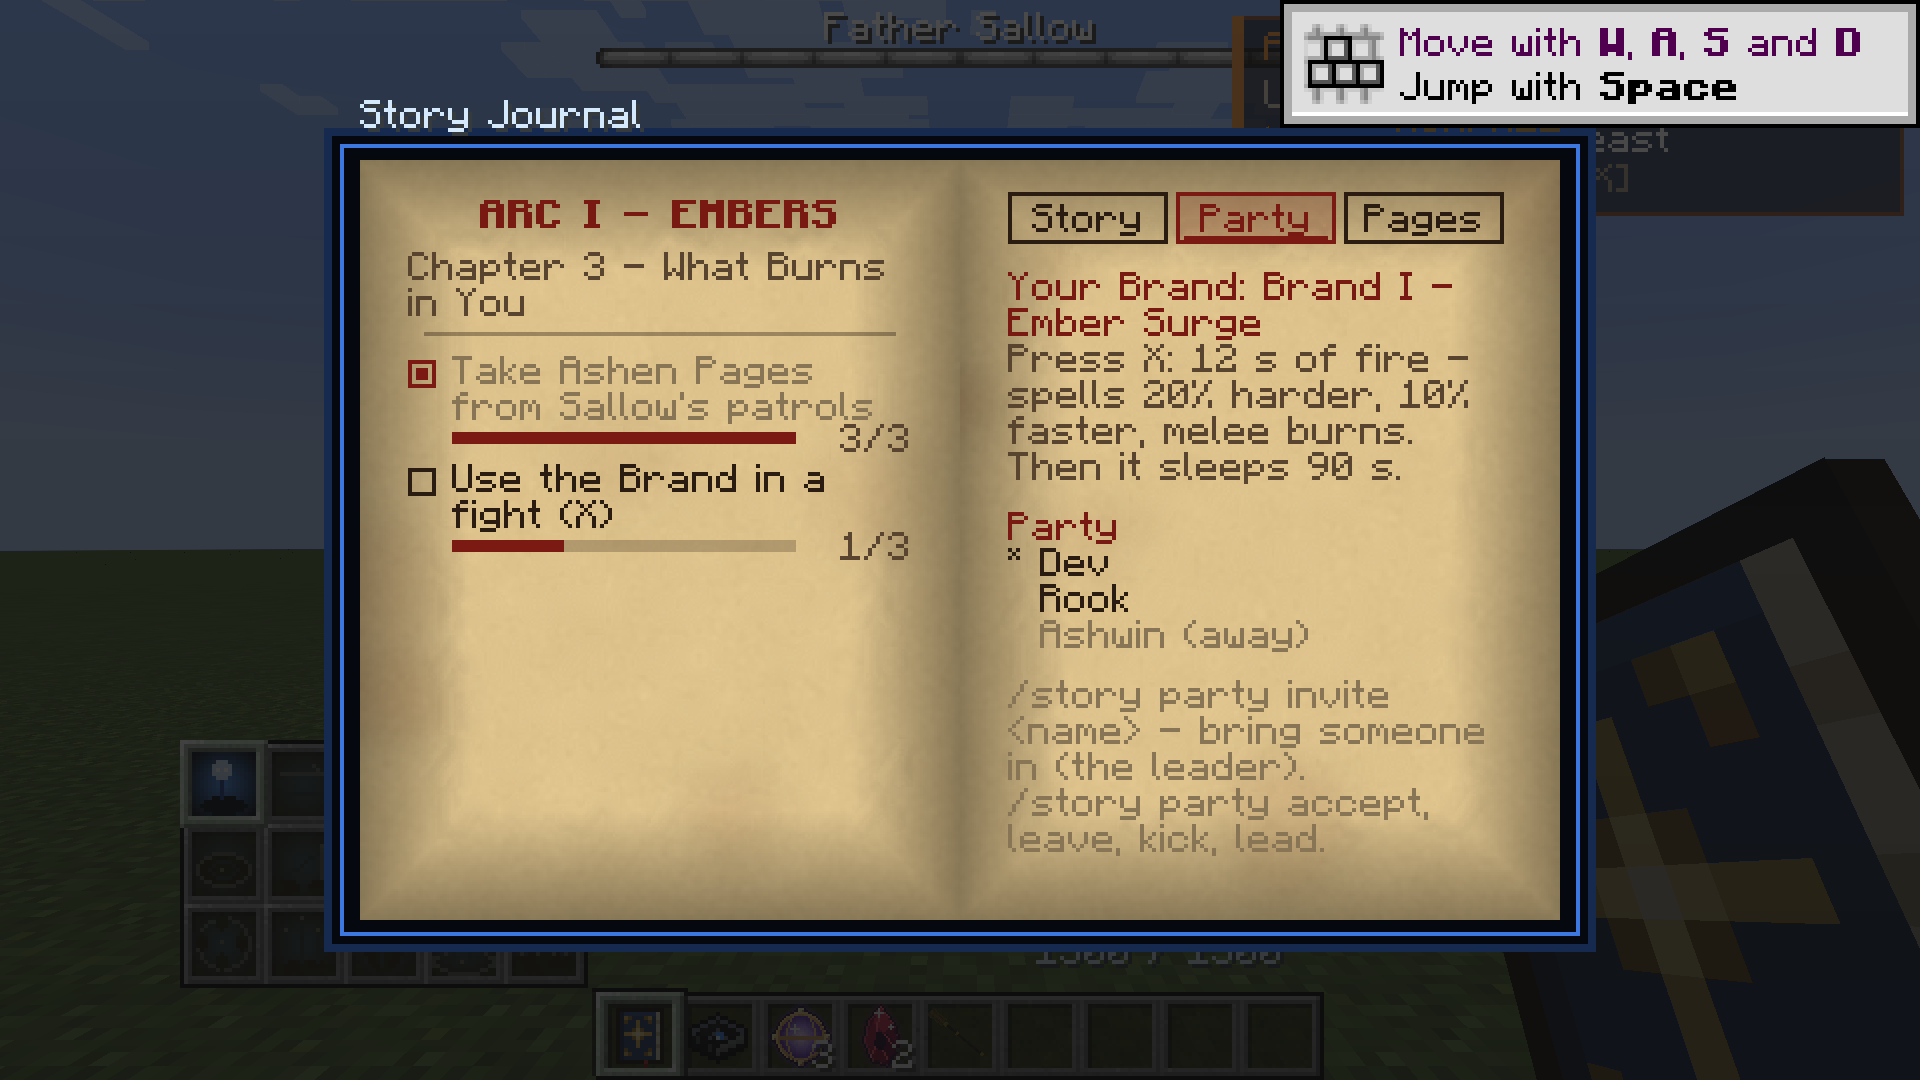 Father Sallow
Move with W, A, S and D
Jump with Space
Story Journal
ARC I - EMBERS
Chapter 3 - What Burns
in You
Take Ashen Pages
from Sallow's patrols
3/3
Use the Brand in a
fight (X)
1/3
Story Party Pages
Your Brand: Brand I -
Ember Surge
Press X: 12 s of fire -
spells 20% harder, 10%
faster, melee burns.
Then it sleeps 90 s.
Party
* Dev
Rook
Ashwin (away)
/story party invite
<name> - bring someone
in (the leader).
/story party accept,
leave, kick, lead.
1500 / 1500
3
2